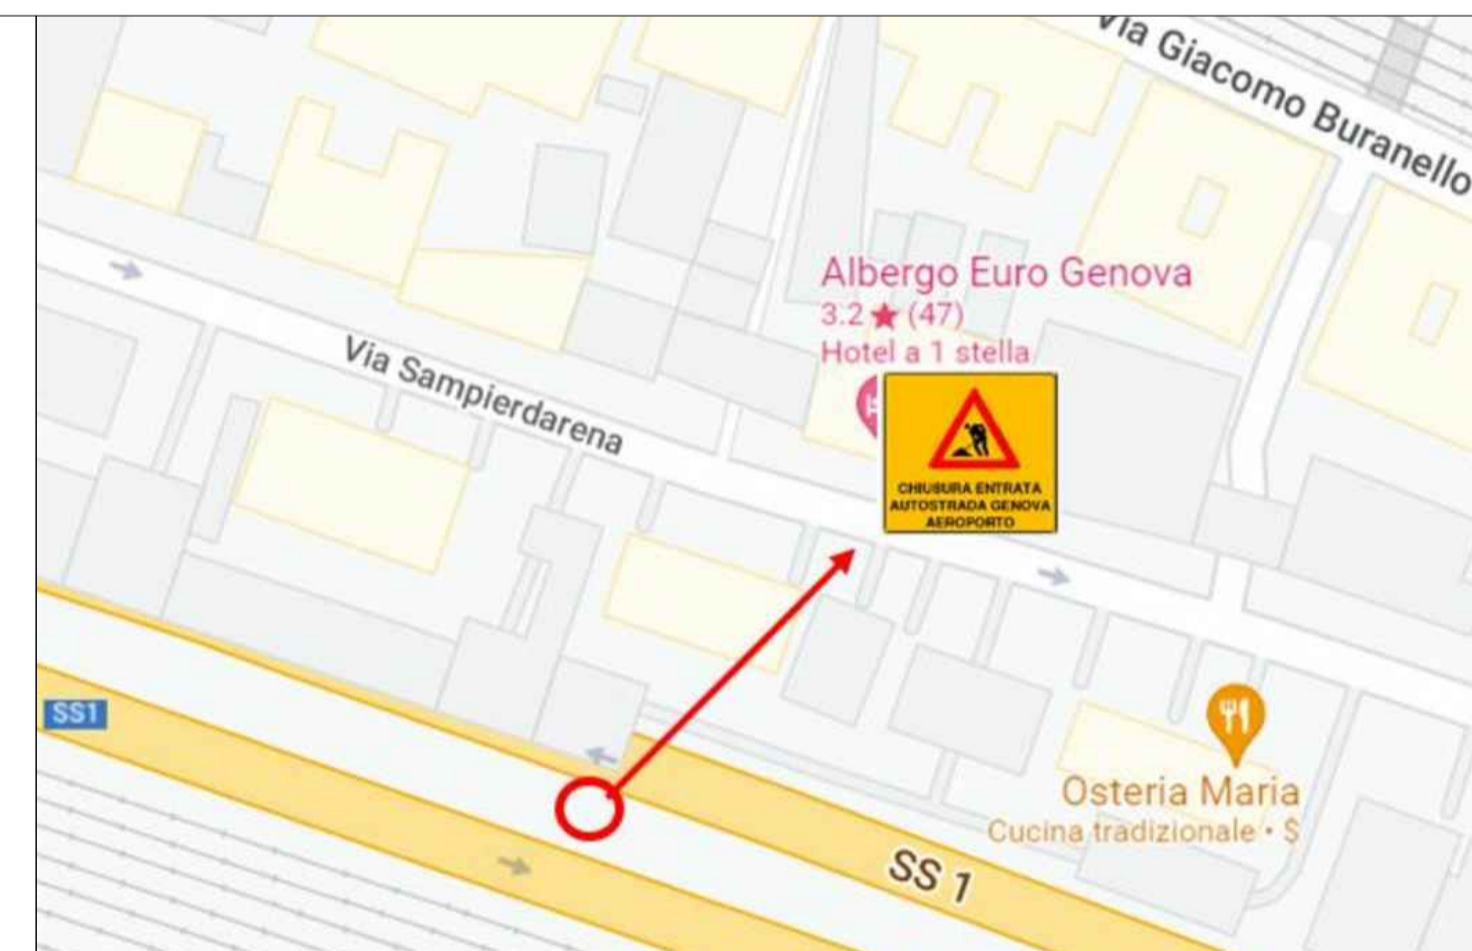 Via Giacomo Buranello
Albergo Euro Genova
3.2 ★ (47)
Hotel a 1 stella
Via Sampierdarena
CHIUSURA ENTRATA
AUTOSTRADA GENOVA
AEROPORTO
SS1
Osteria Maria
Cucina tradizionale • $
SS 1